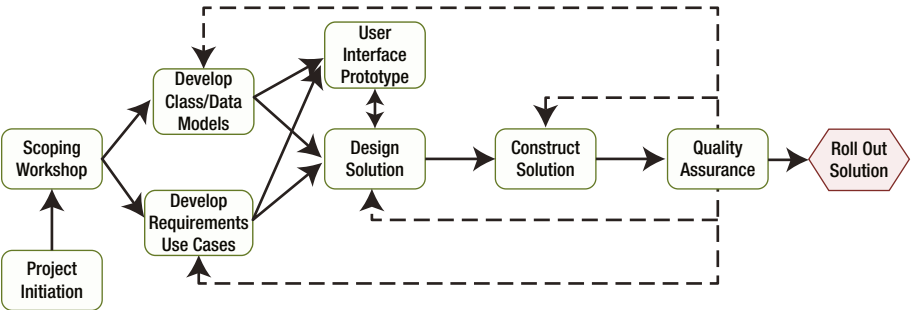 User
Interface
Prototype
Develop
Class/Data
Models
Scoping
Workshop
Design
Solution
Construct
Solution
Quality
Assurance
Roll Out
Solution
Develop
Requirements
Use Cases
Project
Initiation